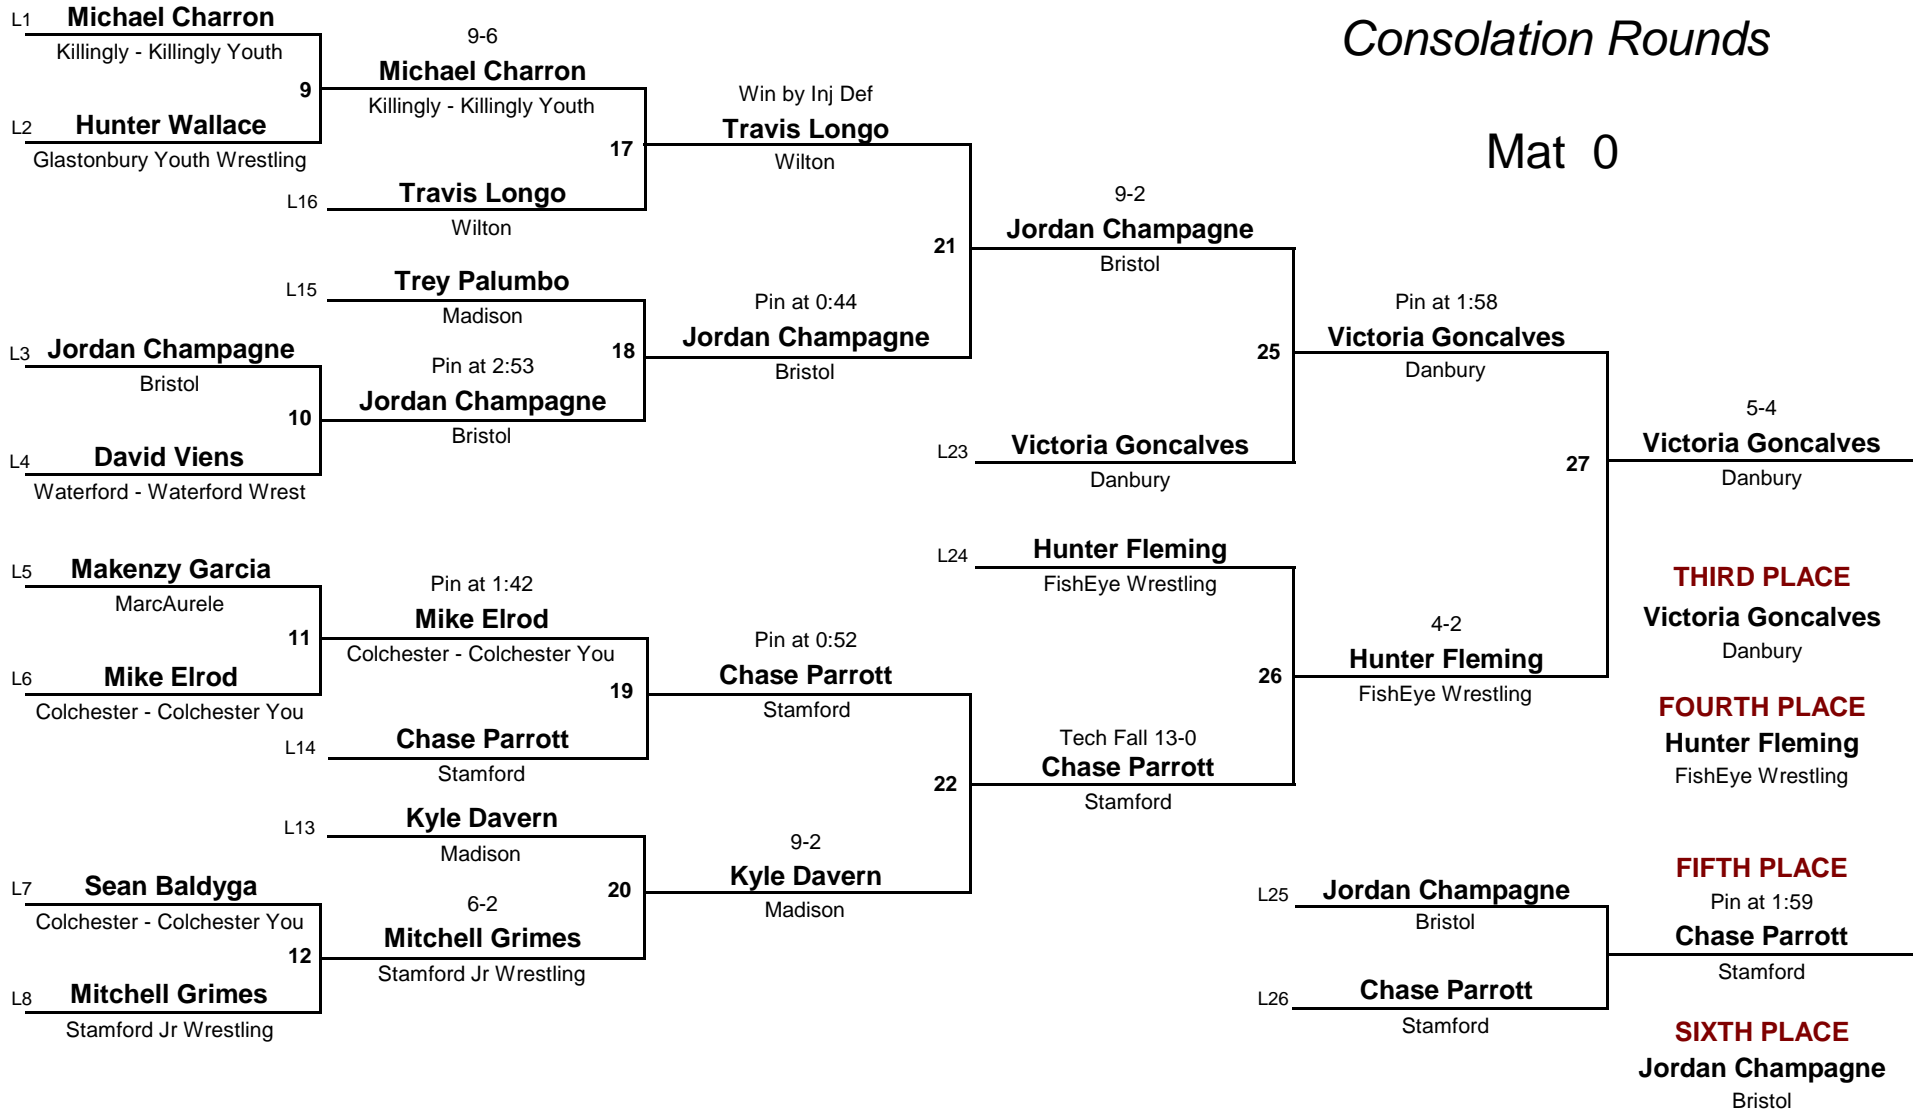 Consolation Rounds
Mat 0
L1 Michael Charron
Killingly - Killingly Youth
9
L2 Hunter Wallace
Glastonbury Youth Wrestling
L3 Jordan Champagne
Bristol
10
L4 David Viens
Waterford - Waterford Wrest
L5 Makenzy Garcia
MarcAurele
11
L6 Mike Elrod
Colchester - Colchester You
L7 Sean Baldyga
Colchester - Colchester You
12
L8 Mitchell Grimes
Stamford Jr Wrestling
9-6
Michael Charron
Killingly - Killingly Youth
17
L16 Travis Longo
Wilton
L15 Trey Palumbo
Madison
18
Pin at 2:53
Jordan Champagne
Bristol
Pin at 1:42
Mike Elrod
Colchester - Colchester You
19
L14 Chase Parrott
Stamford
L13 Kyle Davern
Madison
20
6-2
Mitchell Grimes
Stamford Jr Wrestling
Win by Inj Def
Travis Longo
Wilton
21
Pin at 0:44
Jordan Champagne
Bristol
Pin at 0:52
Chase Parrott
Stamford
22
9-2
Kyle Davern
Madison
9-2
Jordan Champagne
Bristol
25
L23 Victoria Goncalves
Danbury
L24 Hunter Fleming
FishEye Wrestling
26
Tech Fall 13-0
Chase Parrott
Stamford
Pin at 1:58
Victoria Goncalves
Danbury
27
4-2
Hunter Fleming
FishEye Wrestling
5-4
Victoria Goncalves
Danbury
THIRD PLACE
Victoria Goncalves
Danbury
FOURTH PLACE
Hunter Fleming
FishEye Wrestling
L25 Jordan Champagne
Bristol
L26 Chase Parrott
Stamford
FIFTH PLACE
Pin at 1:59
Chase Parrott
Stamford
SIXTH PLACE
Jordan Champagne
Bristol